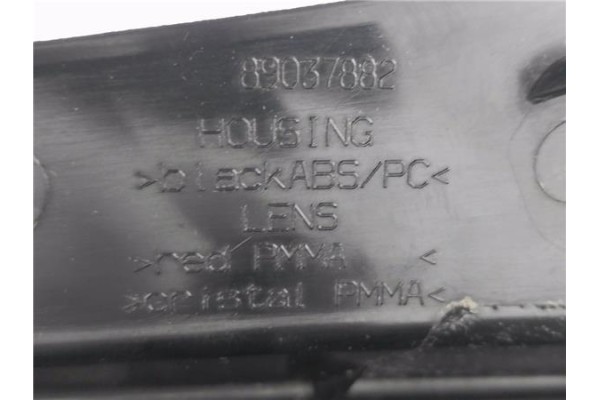 89037882
HOUSING
>blackABS/PC<
LENS
>red PMMA <
>cristal PMMA<